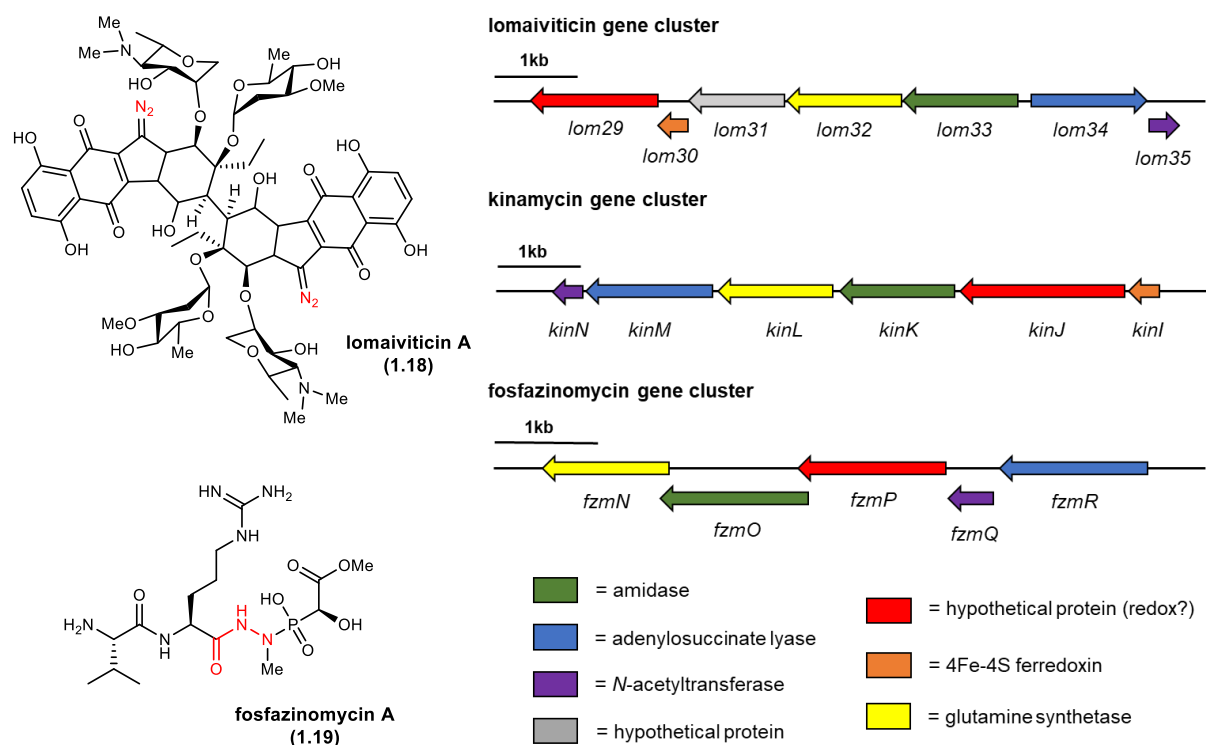 lomaiviticin gene cluster
1kb
lom29
lom30
lom31
lom32
lom33
lom34
lom35
kinamycin gene cluster
1kb
kinN
kinM
kinL
kinK
kinJ
kinI
fosfazinomycin gene cluster
1kb
fzmN
fzmO
fzmP
fzmQ
fzmR
= amidase
= adenylosuccinate lyase
= N-acetyltransferase
= hypothetical protein
= hypothetical protein (redox?)
= 4Fe-4S ferredoxin
= glutamine synthetase
Me
Me
N
HO
O
O
Me
OH
O
OMe
O
N2
O
OH
O
OH
O
HO
H
H
OH
O
OH
O
OH
O
N2
O
O
O
MeO
HO
Me
O
OH
N
Me
Me
lomaiviticin A
(1.18)
NH2
HN
NH
O
OMe
HO
O
H2N
N
H
O
H
N
N
Me
P
O
OH
fosfazinomycin A
(1.19)